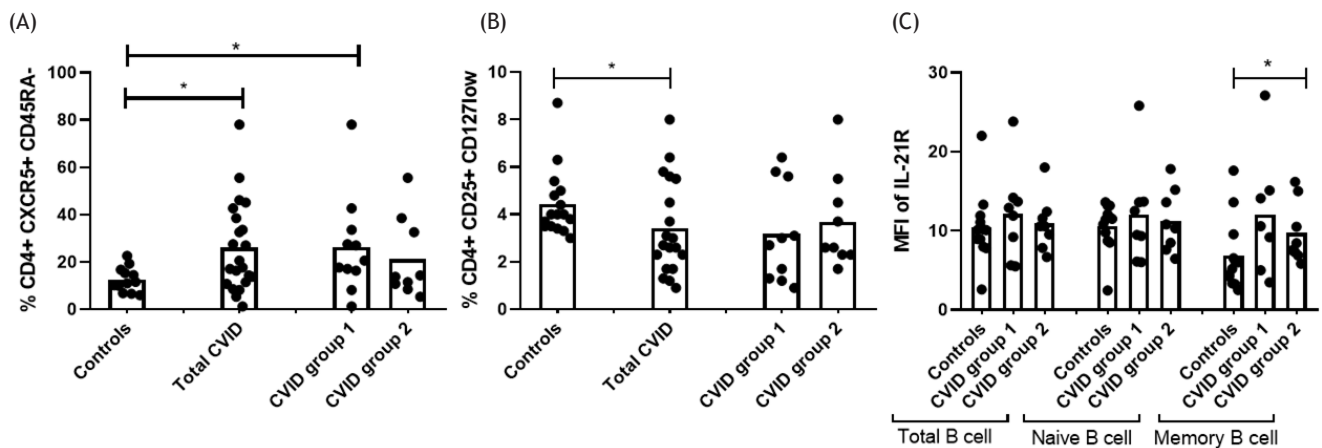 (A)
% CD4+ CXCR5+ CD45RA-
100
80
60
40
20
0
*
*
Controls
Total CVID
CVID group 1
CVID group 2
(B)
% CD4+ CD25+ CD127low
10
8
6
4
2
0
*
Controls
Total CVID
CVID group 1
CVID group 2
(C)
MFI of IL-21R
30
20
10
0
*
Controls
CVID group 1
CVID group 2
Controls
CVID group 1
CVID group 2
Controls
CVID group 1
CVID group 2
Total B cell
Naive B cell
Memory B cell